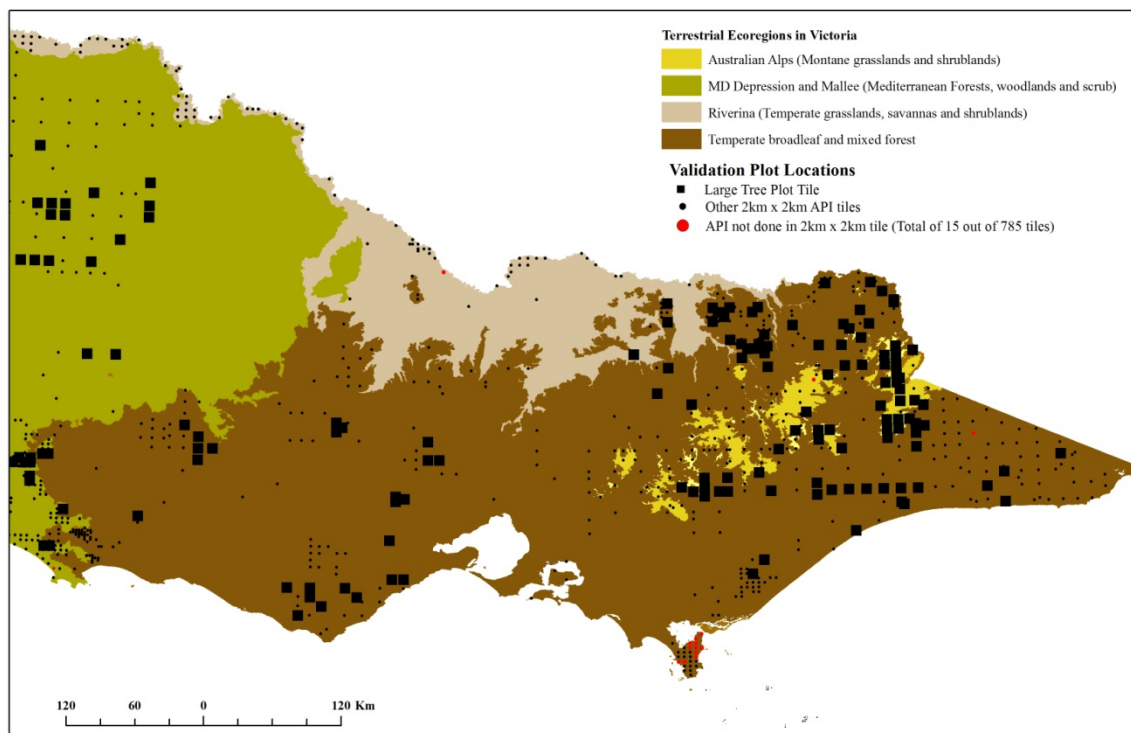 Terrestrial Ecoregions in Victoria
Australian Alps (Montane grasslands and shrublands)
MD Depression and Mallee (Mediterranean Forests, woodlands and scrub)
Riverina (Temperate grasslands, savannas and shrublands)
Temperate broadleaf and mixed forest
Validation Plot Locations
Large Tree Plot Tile
Other 2km x 2km API tiles
API not done in 2km x 2km tile (Total of 15 out of 785 tiles)
120 60 0 120 Km